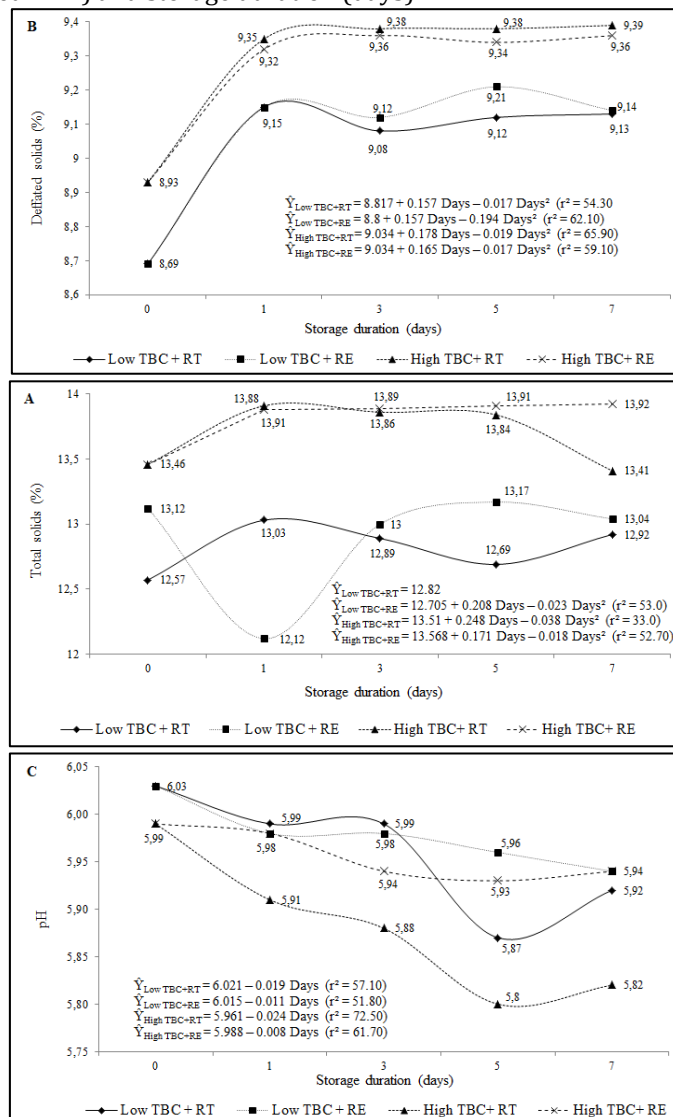 B
9,4
9,3
9,2
9,1
9
8,9
8,8
8,7
8,6
Deffated solids (%)
9,35
9,38
9,38
9,39
9,32
9,36
9,34
9,36
9,15
9,12
9,21
9,14
9,08
9,12
9,13
8,93
8,69
Ŷ Low TBC+RT = 8.817 + 0.157 Days – 0.017 Days² (r² = 54.30
Ŷ Low TBC+RE = 8.8 + 0.157 Days – 0.194 Days² (r² = 62.10)
Ŷ High TBC+RT = 9.034 + 0.178 Days – 0.019 Days² (r² = 65.90)
Ŷ High TBC+RE = 9.034 + 0.165 Days – 0.017 Days² (r² = 59.10)
0 1 3 5 7
Storage duration (days)
Low TBC + RT Low TBC + RE High TBC+ RT High TBC+ RE
A
14
13,5
13
12,5
12
Total solids (%)
13,88
13,89
13,91
13,92
13,91
13,86
13,84
13,46
13,41
13,12
13,03
13
13,17
13,04
12,57
12,89
12,69
12,92
12,12
Ŷ Low TBC+RT = 12.82
Ŷ Low TBC+RE = 12.705 + 0.208 Days – 0.023 Days² (r² = 53.0)
Ŷ High TBC+RT = 13.51 + 0.248 Days – 0.038 Days² (r² = 33.0)
Ŷ High TBC+RE = 13.568 + 0.171 Days – 0.018 Days² (r² = 52.70)
0 1 3 5 7
Storage duration (days)
Low TBC + RT Low TBC + RE High TBC+ RT High TBC+ RE
C
6,05
6,00
5,95
5,90
5,85
5,80
5,75
pH
6,03
5,99
5,99
5,99
5,98
5,98
5,96
5,94
5,94
5,93
5,91
5,92
5,88
5,87
5,8
5,82
Ŷ Low TBC+RT = 6.021 – 0.019 Days (r² = 57.10)
Ŷ Low TBC+RE = 6.015 – 0.011 Days (r² = 51.80)
Ŷ High TBC+RT = 5.961 – 0.024 Days (r² = 72.50)
Ŷ High TBC+RE = 5.988 – 0.008 Days (r² = 61.70)
0 1 3 5 7
Storage duration (days)
Low TBC + RT Low TBC + RE High TBC+ RT High TBC+ RE